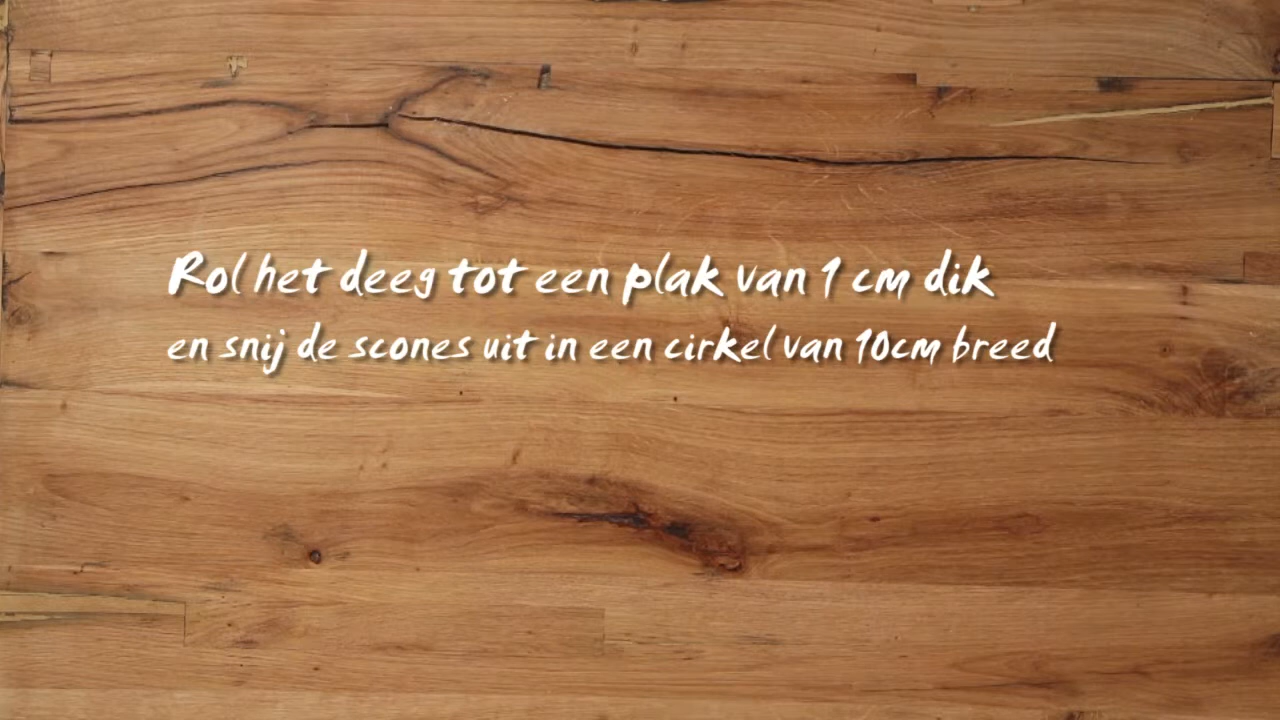 Rol het deeg tot een plak van 1 cm dik
en snij de scones uit in een cirkel van 10cm breed